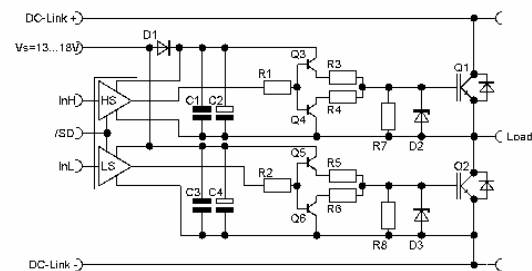 DC-Link +
D1
Vs=13...18V
Q3
R3
Q1
R1
InH
HS
C1
C2
R4
Q4
/SD
R7
D2
Load
Q5
R5
Q2
InL
LS
R2
C3
C4
R6
Q6
R8
D3
DC-Link -